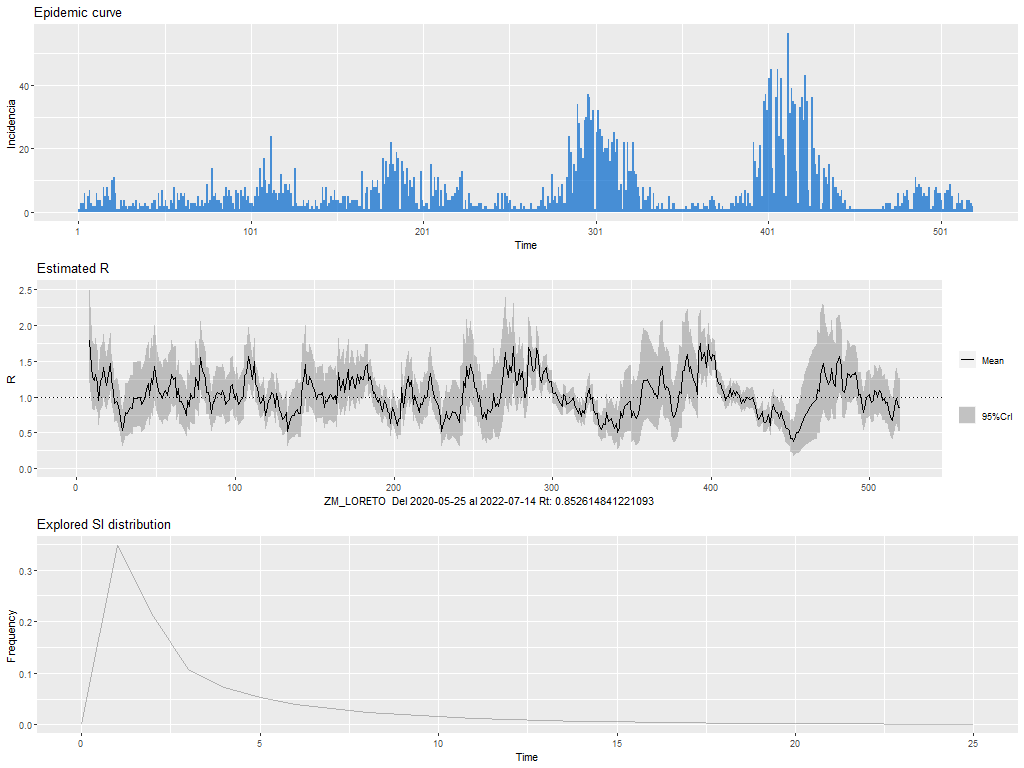 Epidemic curve
Incidencia
40
20
0
1
101
201
301
401
501
Time
Estimated R
R
2.5
2.0
1.5
1.0
0.5
0.0
0
100
200
300
400
500
ZM_LORETO Del 2020-05-25 al 2022-07-14 Rt: 0.852614841221093
Mean
95%CrI
Explored SI distribution
Frequency
0.3
0.2
0.1
0.0
0
5
10
15
20
25
Time